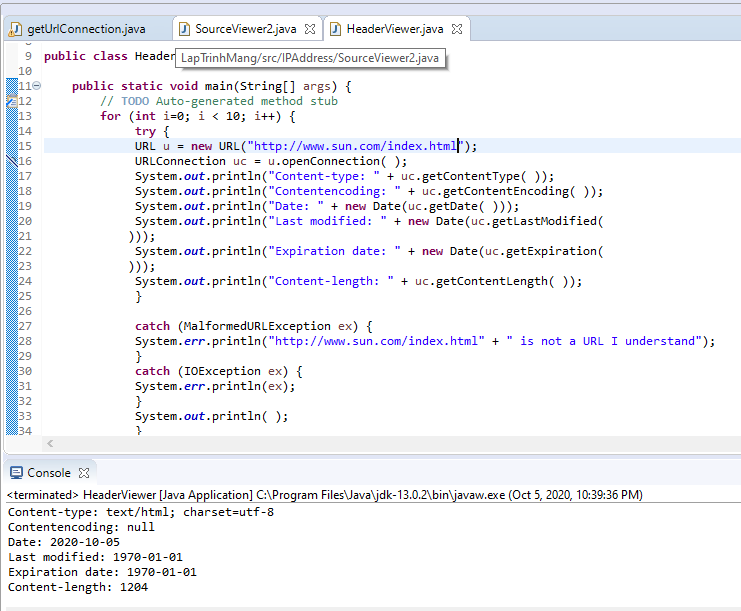 getUrlConnection.java SourceViewer2.java HeaderViewer.java
9 public class Header
LapTrinhMang/src/IPAddress/SourceViewer2.java
10
11 public static void main(String[] args) {
12 // TODO Auto-generated method stub
13 for (int i=0; i < 10; i++) {
14 try {
15 URL u = new URL("http://www.sun.com/index.html");
16 URLConnection uc = u.openConnection( );
17 System.out.println("Content-type: " + uc.getContentType( ));
18 System.out.println("Contentencoding: " + uc.getContentEncoding( ));
19 System.out.println("Date: " + new Date(uc.getDate( )));
20 System.out.println("Last modified: " + new Date(uc.getLastModified(
21 )));
22 System.out.println("Expiration date: " + new Date(uc.getExpiration(
23 )));
24 System.out.println("Content-length: " + uc.getContentLength( ));
25 }
26
27 catch (MalformedURLException ex) {
28 System.err.println("http://www.sun.com/index.html" + " is not a URL I understand");
29 }
30 catch (IOException ex) {
31 System.err.println(ex);
32 }
33 System.out.println( );
34 }
Console
<terminated> HeaderViewer [Java Application] C:\Program Files\Java\jdk-13.0.2\bin\javaw.exe (Oct 5, 2020, 10:39:36 PM)
Content-type: text/html; charset=utf-8
Contentencoding: null
Date: 2020-10-05
Last modified: 1970-01-01
Expiration date: 1970-01-01
Content-length: 1204